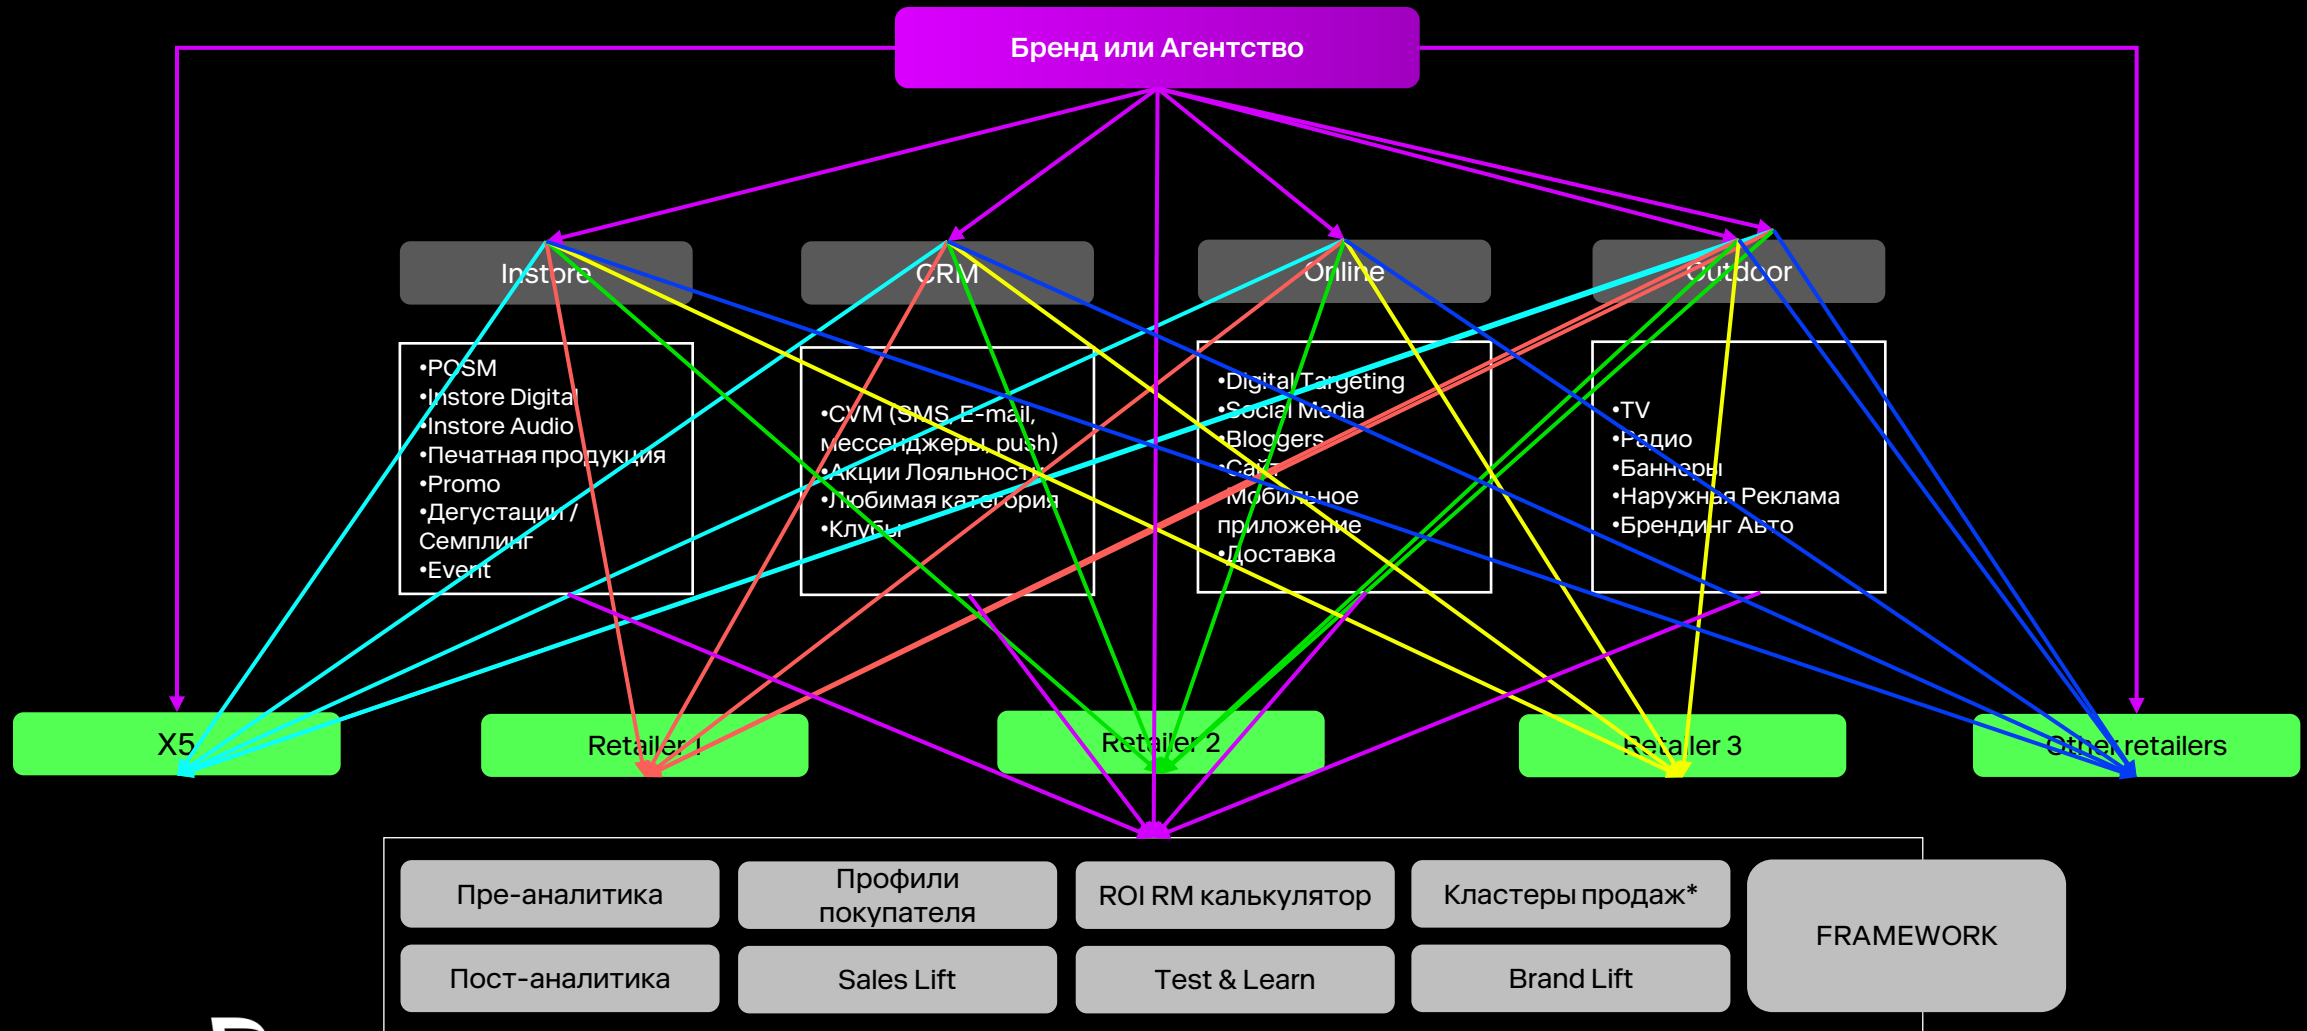 Бренд или Агентство
Instore
CRM
Online
Outdoor
•POSM
•Instore Digital
•Instore Audio
•Печатная продукция
•Promo
•Дегустации /
Семплинг
•Event
•CVM (SMS, E-mail,
мессенджеры, push)
•Акции Лояльности
•Любимая категория
•Клубы
•Digital Targeting
•Social Media
•Bloggers
•Сайт
•Мобильное
приложение
•Доставка
•TV
•Радио
•Баннеры
•Наружная Реклама
•Брендинг Авто
X5
Retailer 1
Retailer 2
Retailer 3
Other retailers
Пре-аналитика
Профили
покупателя
ROI RM калькулятор
Кластеры продаж*
FRAMEWORK
Пост-аналитика
Sales Lift
Test & Learn
Brand Lift